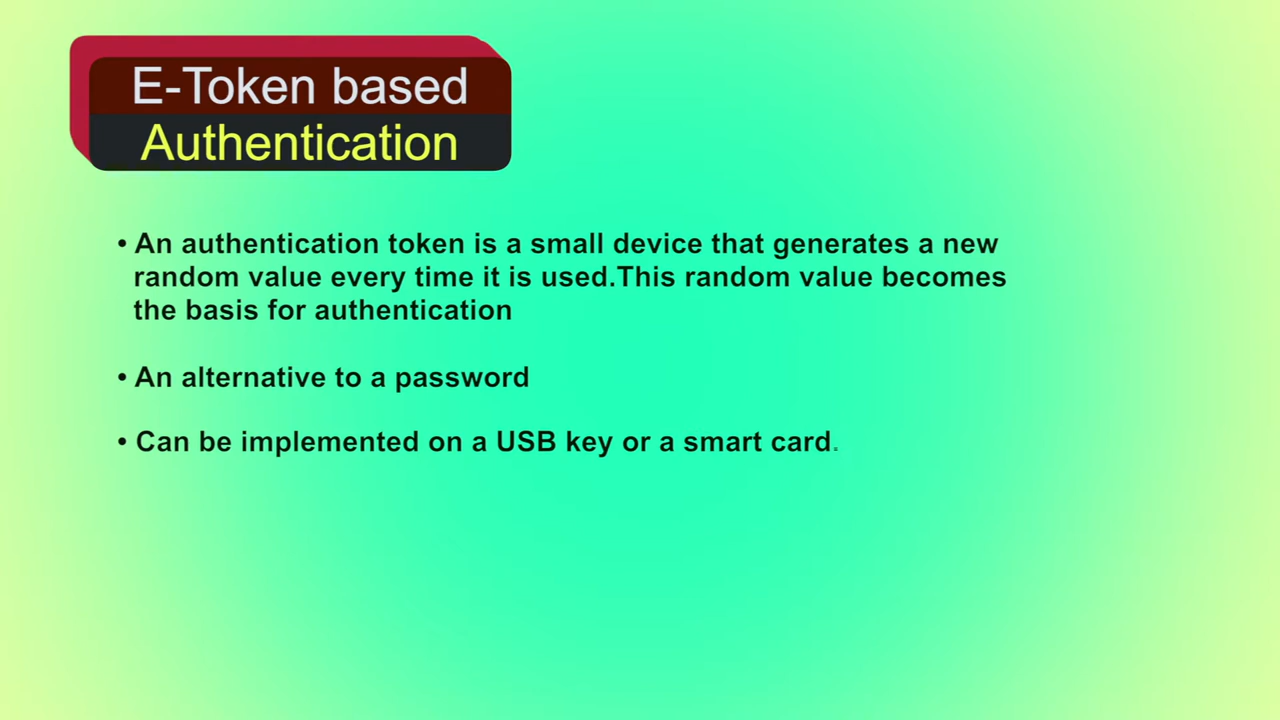 E-Token based
Authentication
• An authentication token is a small device that generates a new
random value every time it is used.This random value becomes
the basis for authentication
• An alternative to a password
• Can be implemented on a USB key or a smart card.